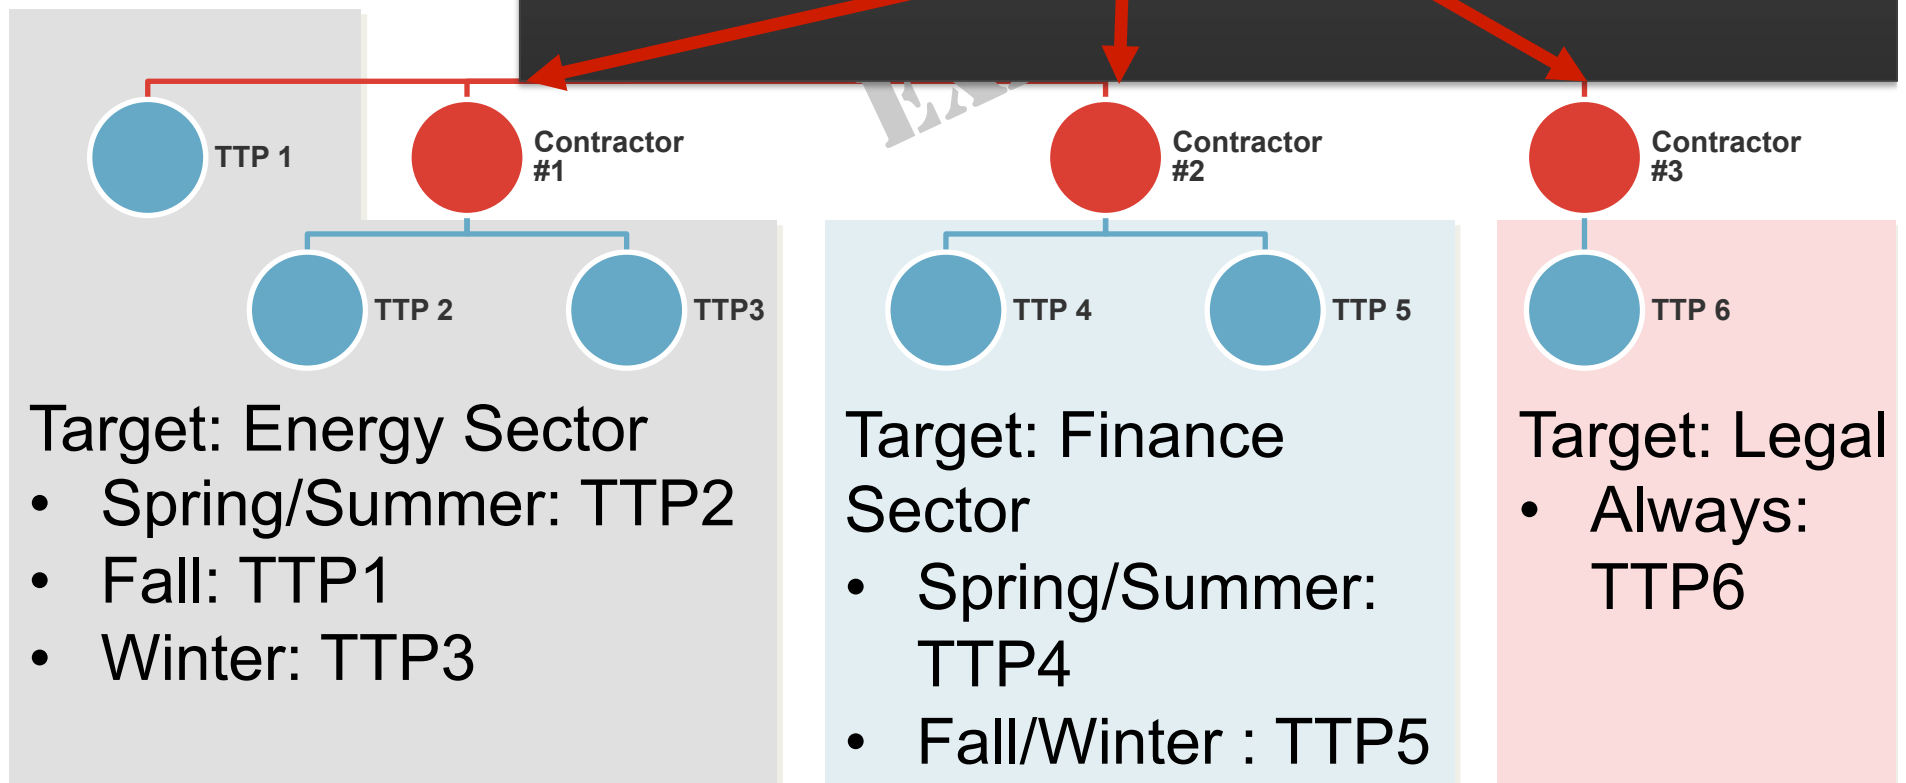 TTP 1
Contractor
#1
Contractor
#2
Contractor
#3
TTP 2
TTP3
TTP 4
TTP 5
TTP 6
Target: Energy Sector
• Spring/Summer: TTP2
• Fall: TTP1
• Winter: TTP3
Target: Finance
Sector
• Spring/Summer:
TTP4
• Fall/Winter : TTP5
Target: Legal
• Always:
TTP6